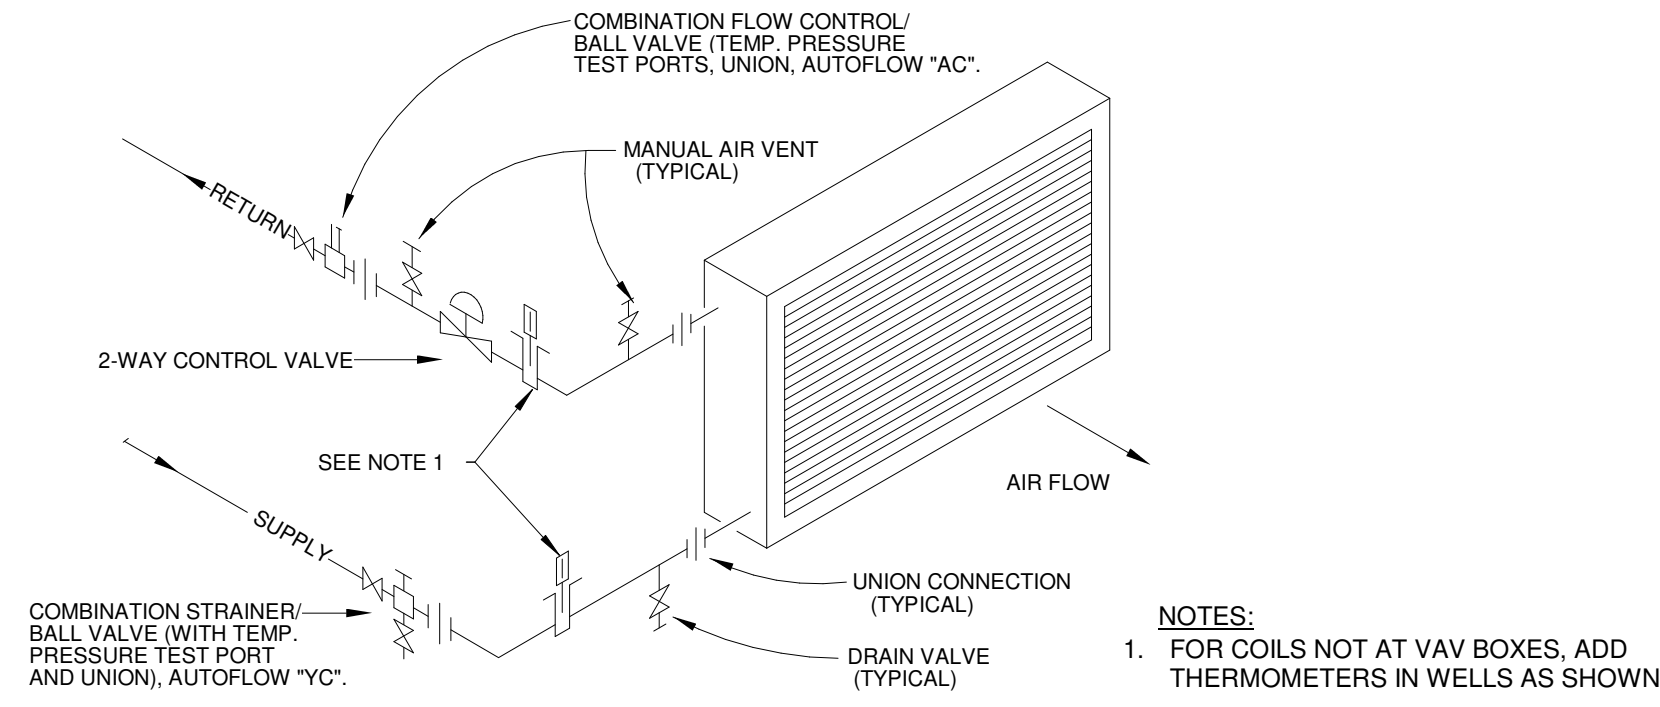 COMBINATION FLOW CONTROL/
BALL VALVE (TEMP. PRESSURE
TEST PORTS, UNION, AUTOFLOW "AC".
MANUAL AIR VENT
(TYPICAL)
RETURN
2-WAY CONTROL VALVE
SEE NOTE 1
AIR FLOW
SUPPLY
COMBINATION STRAINER/
BALL VALVE (WITH TEMP.
PRESSURE TEST PORT
AND UNION), AUTOFLOW "YC".
UNION CONNECTION
(TYPICAL)
DRAIN VALVE
(TYPICAL)
NOTES:
1. FOR COILS NOT AT VAV BOXES, ADD
THERMOMETERS IN WELLS AS SHOWN